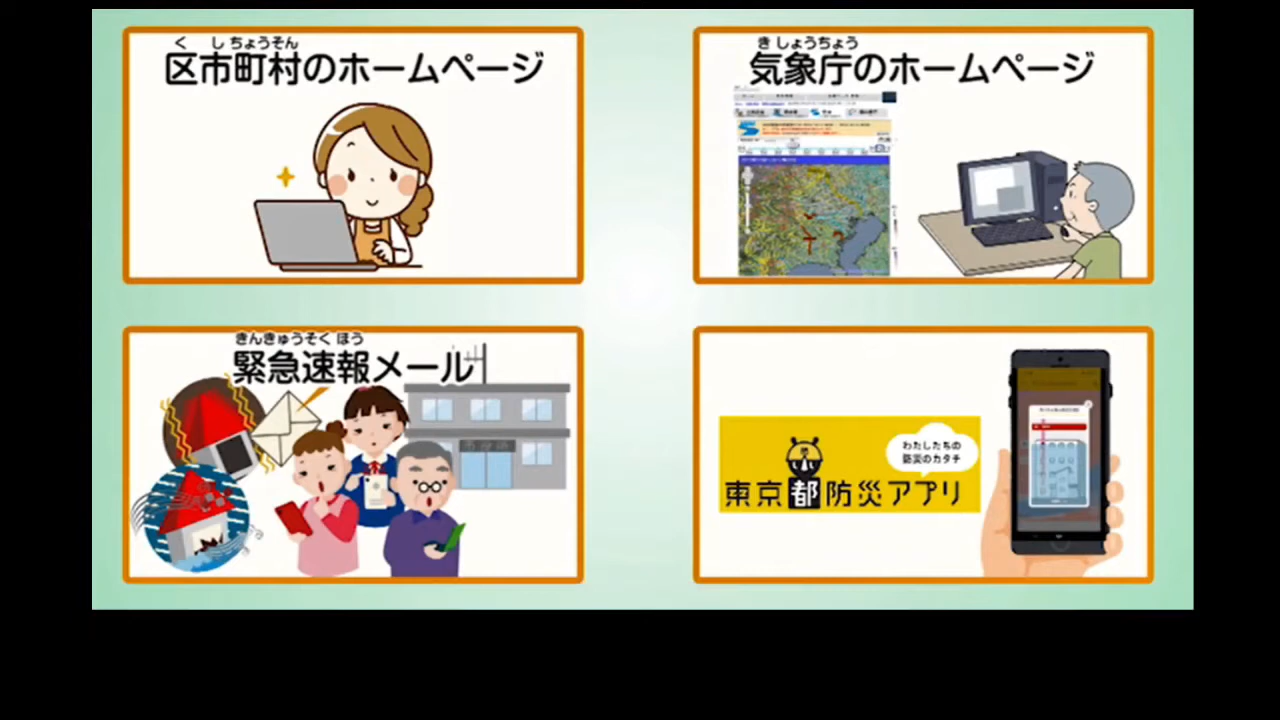 く し ちょうそん
区市町村のホームページ
き しょうちょう
気象庁のホームページ
きんきゅうそく ほう
緊急速報メール
わたしたちの
防災のカタチ
東京都防災アプリ